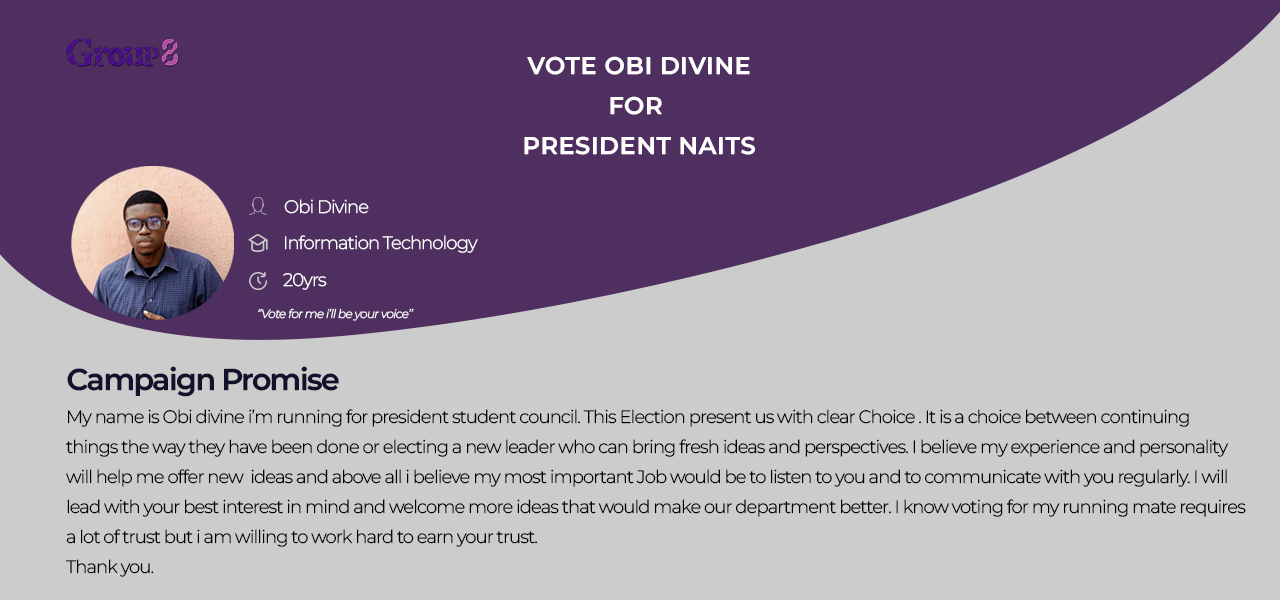 Group8
VOTE OBI DIVINE
FOR
PRESIDENT NAITS
Obi Divine
Information Technology
20yrs
“Vote for me i’ll be your voice”
Campaign Promise
My name is Obi divine i’m running for president student council. This Election present us with clear Choice . It is a choice between continuing
things the way they have been done or electing a new leader who can bring fresh ideas and perspectives. I believe my experience and personality
will help me offer new  ideas and above all i believe my most important Job would be to listen to you and to communicate with you regularly. I will
lead with your best interest in mind and welcome more ideas that would make our department better. I know voting for my running mate requires
a lot of trust but i am willing to work hard to earn your trust.
Thank you.